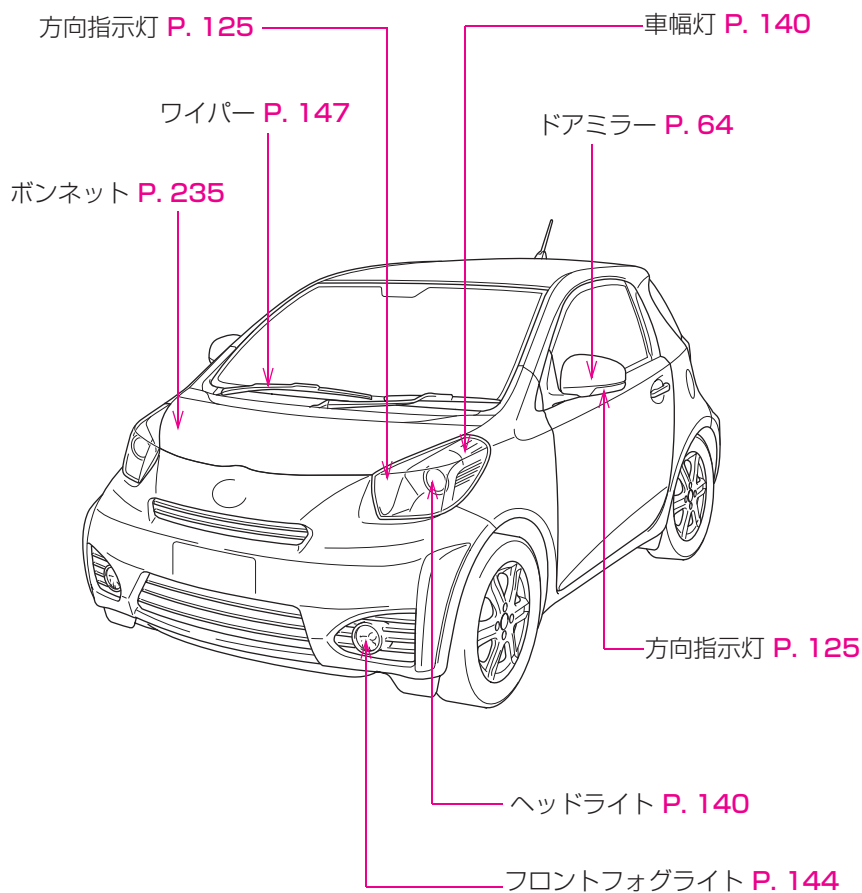 方向指示灯 P. 125
車幅灯 P. 140
ワイパー P. 147
ドアミラー P. 64
ボンネット P. 235
方向指示灯 P. 125
ヘッドライト P. 140
フロントフォグライト P. 144